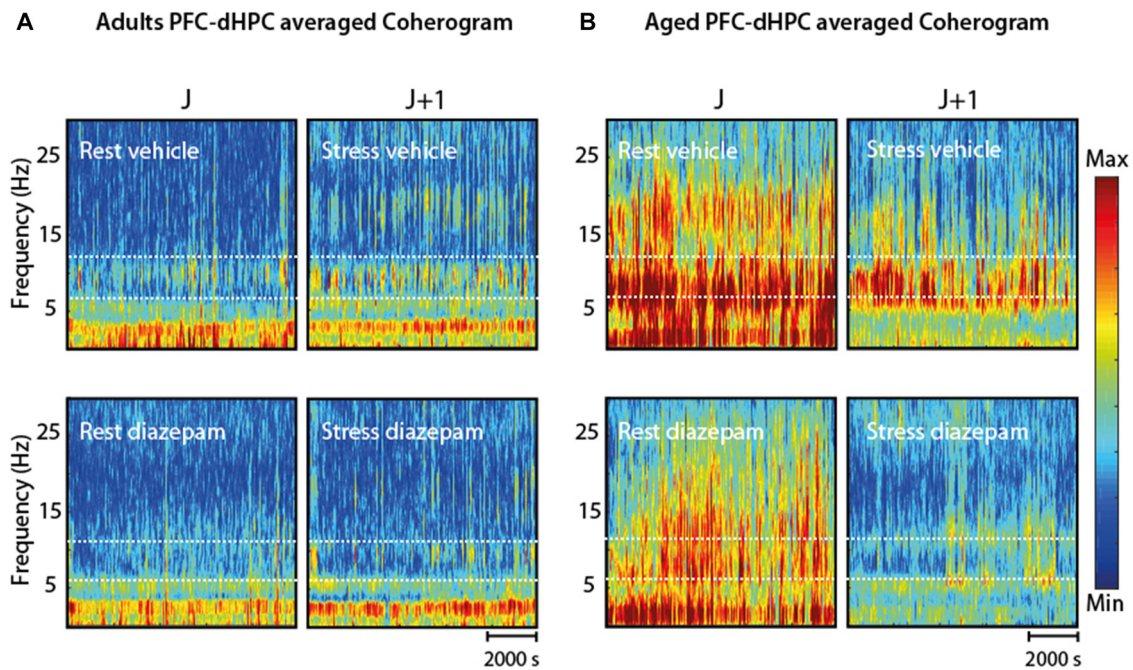 A Adults PFC-dHPC averaged Coherogram
B Aged PFC-dHPC averaged Coherogram
J J+1
J J+1
Frequency (Hz)
25
15
5
Rest vehicle
Stress vehicle
25
15
5
Rest vehicle
Stress vehicle
Max
Min
Frequency (Hz)
25
15
5
Rest diazepam
Stress diazepam
2000 s
25
15
5
Rest diazepam
Stress diazepam
2000 s